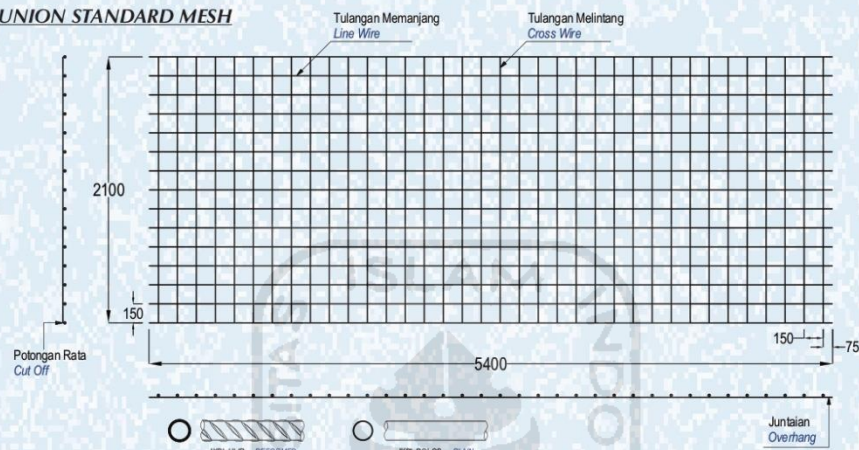 UNION STANDARD MESH
Tulangan Memanjang
Line Wire
Tulangan Melintang
Cross Wire
2100
150
Potongan Rata
Cut Off
5400
150
75
Juntaian
Overhang
ISLAM